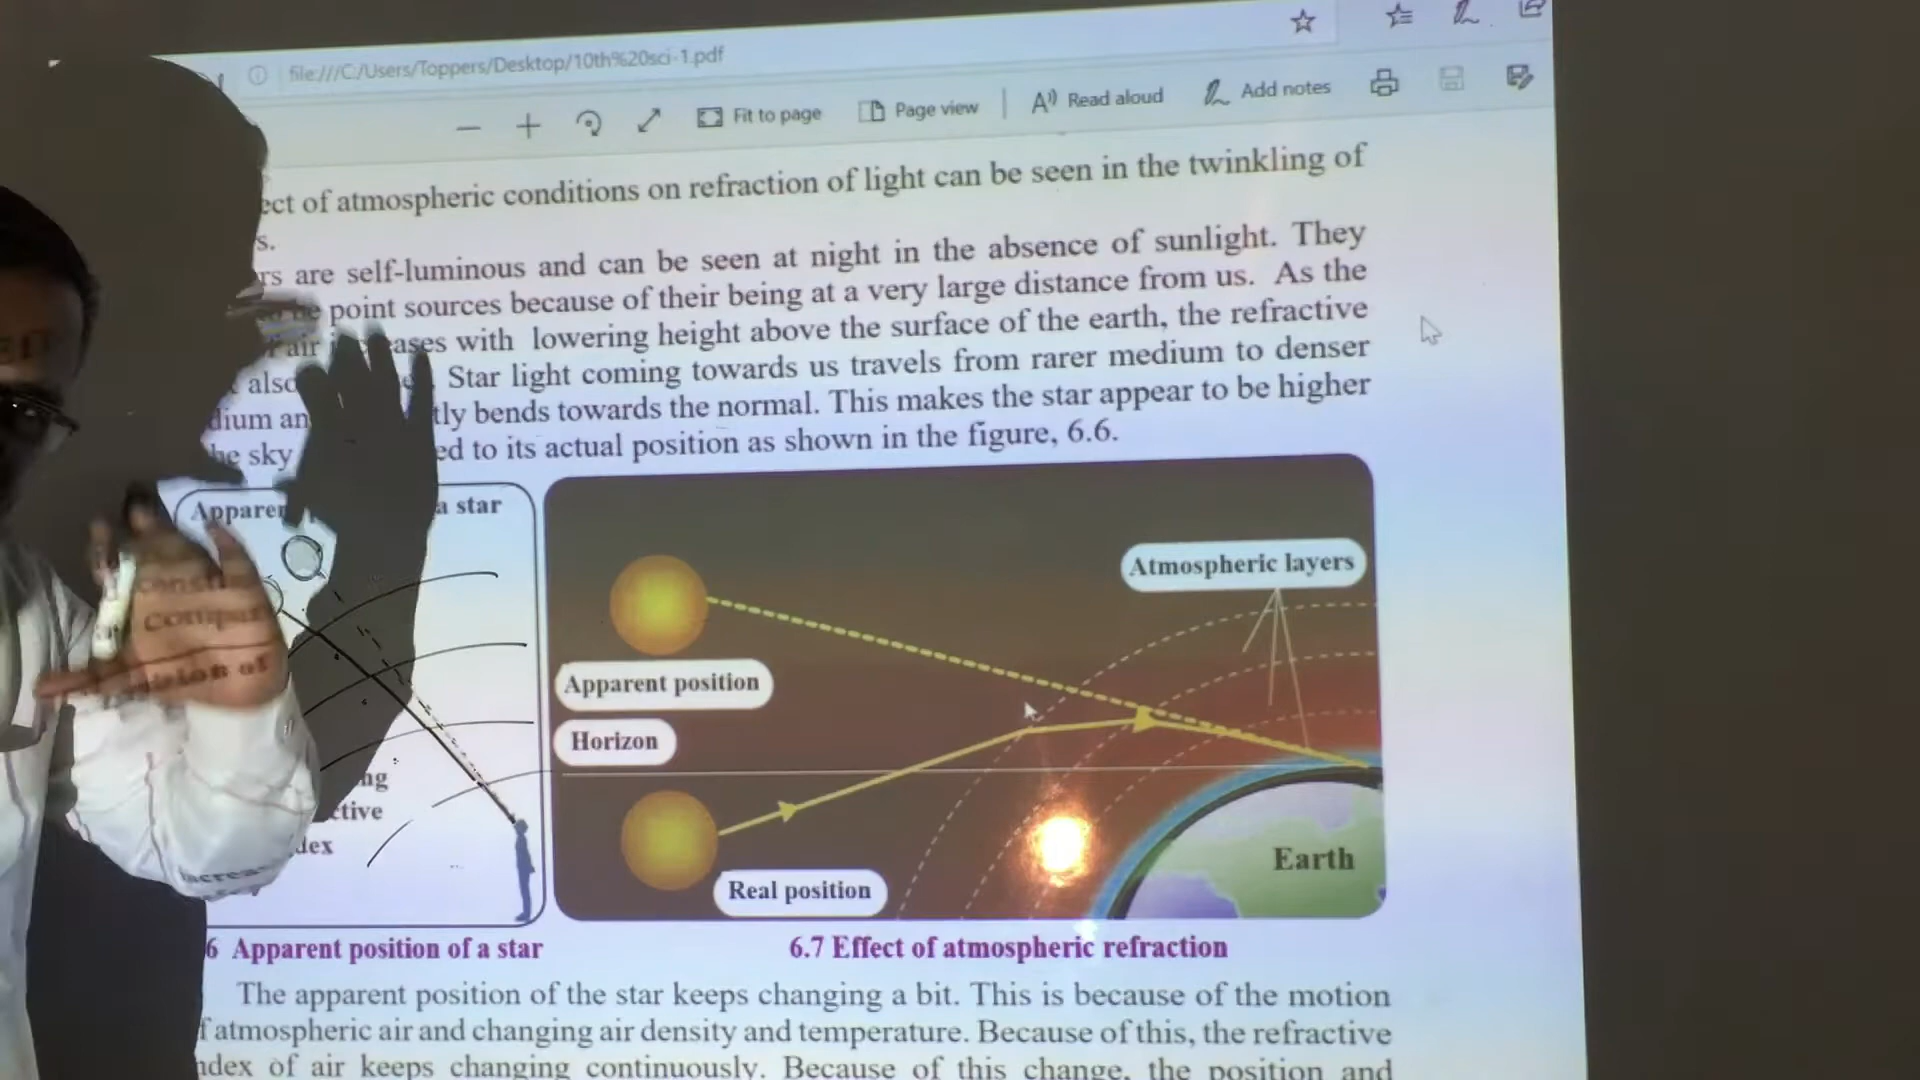 file:///C:/Users/Toppers/Desktop/10th%20sci-1.pdf
Fit to page
Page view
Read aloud
Add notes
ect of atmospheric conditions on refraction of light can be seen in the twinkling of
s.
rs are self-luminous and can be seen at night in the absence of sunlight. They
point sources because of their being at a very large distance from us. As the
air ases with lowering height above the surface of the earth, the refractive
also Star light coming towards us travels from rarer medium to denser
dium an tly bends towards the normal. This makes the star appear to be higher
he sky ed to its actual position as shown in the figure, 6.6.
Apparen a star
ng
ctive
dex
Atmospheric layers
Apparent position
Horizon
Real position
Earth
6 Apparent position of a star
6.7 Effect of atmospheric refraction
The apparent position of the star keeps changing a bit. This is because of the motion
f atmospheric air and changing air density and temperature. Because of this, the refractive
ndex of air keeps changing continuously. Because of this change, the position and